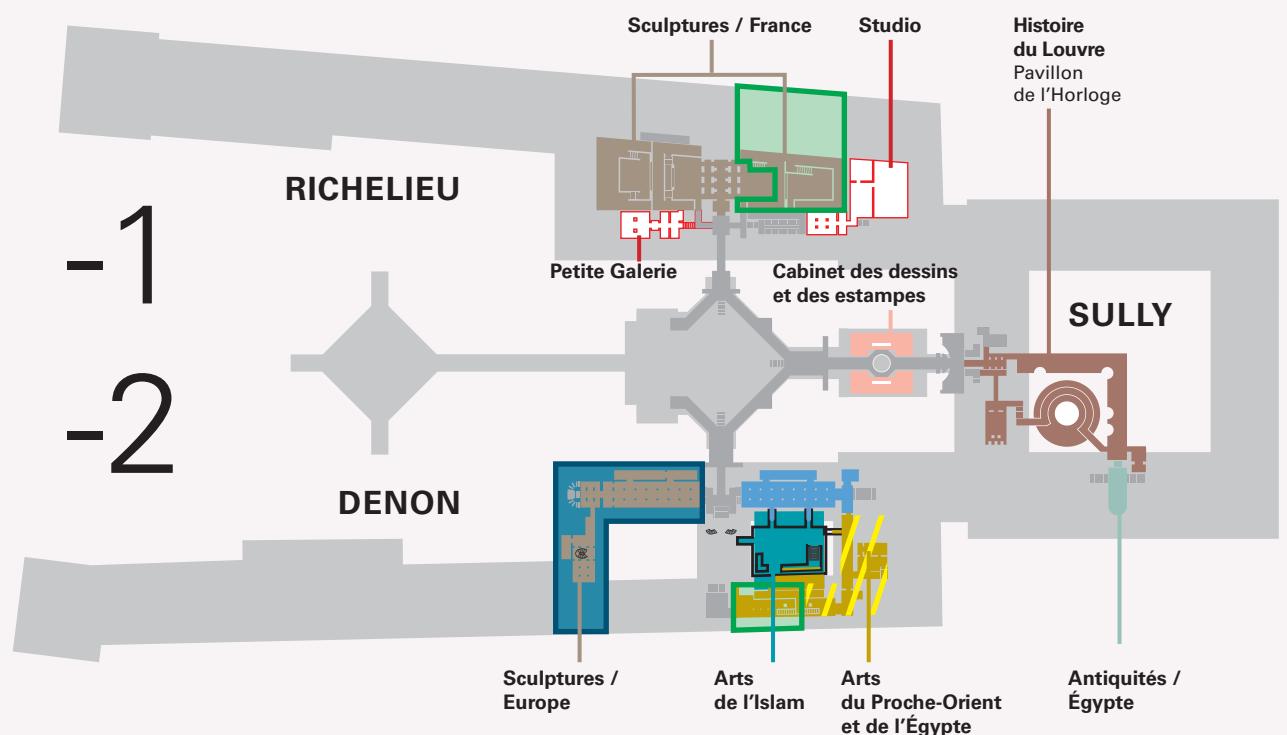 Sculptures / France
Studio
Histoire
du Louvre
Pavillon
de l’Horloge
RICHELIEU
-1
Petite Galerie
Cabinet des dessins
et des estampes
SULLY
-2
DENON
Sculptures /
Europe
Arts
de l’Islam
Arts
du Proche-Orient
et de l’Égypte
Antiquités /
Égypte